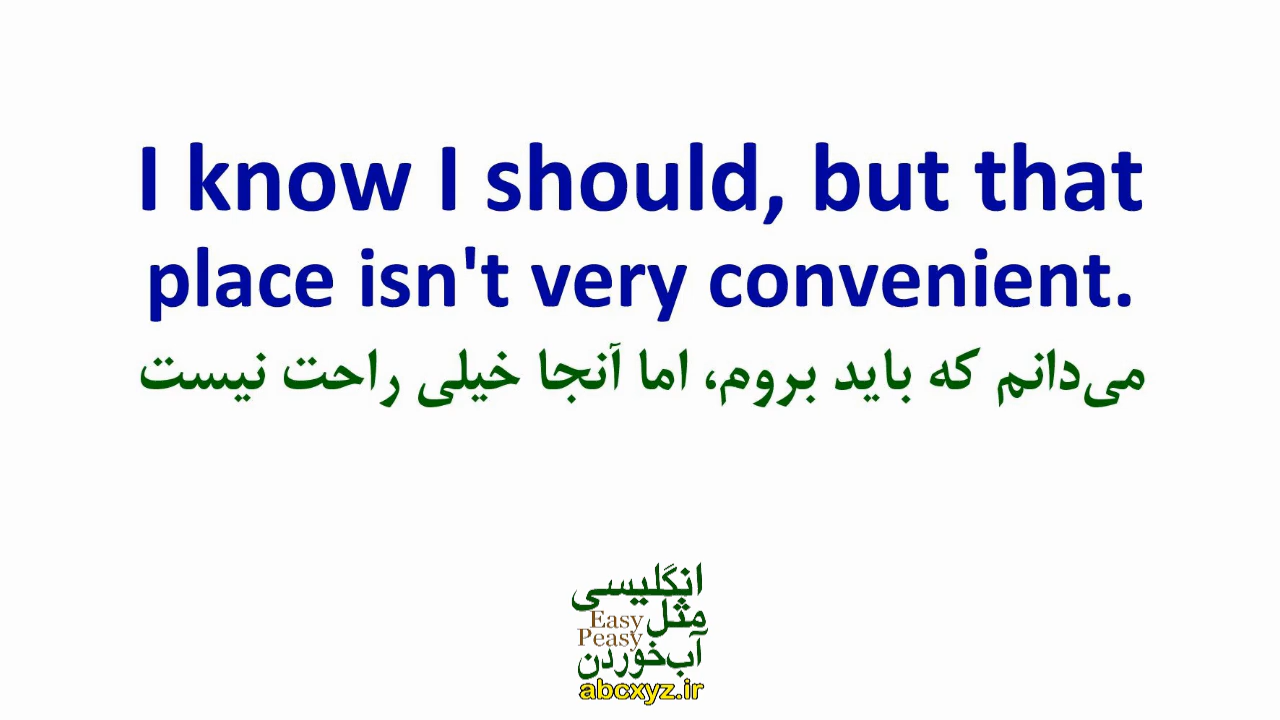 I know I should, but that
place isn't very convenient.
می‌دانم که باید بروم، اما آنجا خیلی راحت نیست
انگلیسی
مثل
Easy
Peasy
آب‌خوردن
abcxyz.ir